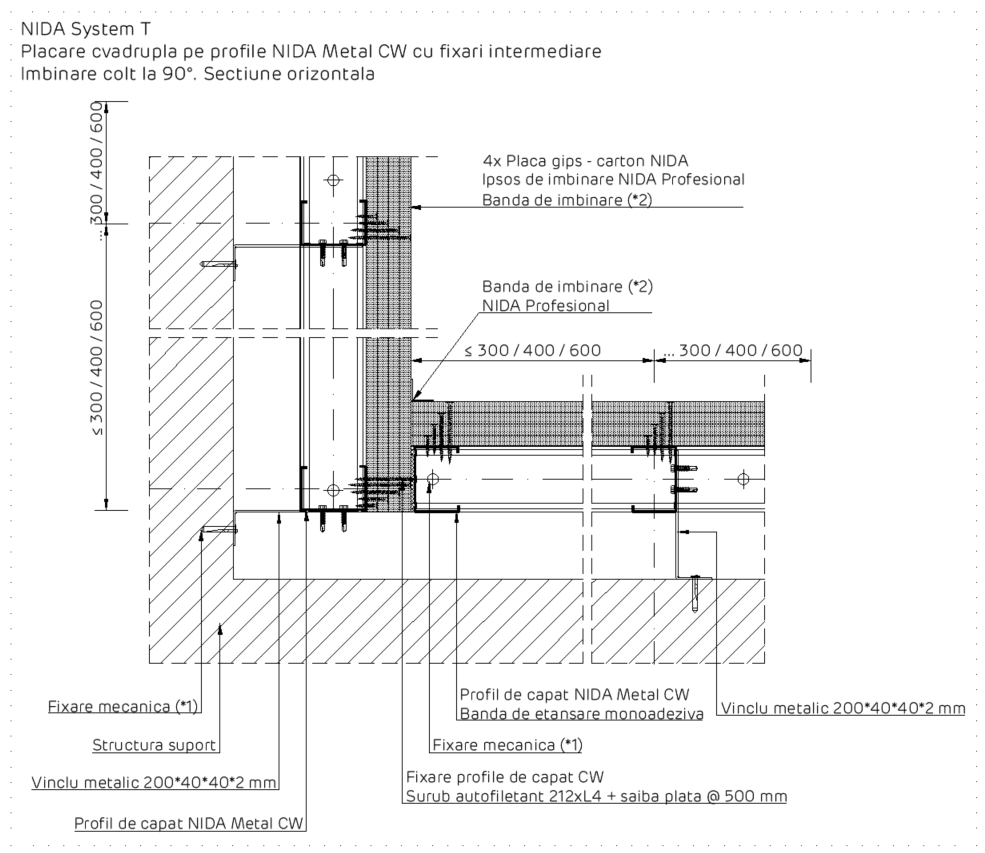 NIDA System T
Placare cvadrupla pe profile NIDA Metal CW cu fixari intermediare
Imbinare colt la 90°. Sectiune orizontala
... 300 / 400 / 600
4x Placa gips - carton NIDA
Ipsos de imbinare NIDA Profesional
Banda de imbinare (*2)
Banda de imbinare (*2)
NIDA Profesional
≤ 300 / 400 / 600
≤ 300 / 400 / 600
... 300 / 400 / 600
Fixare mecanica (*1)
Structura suport
Vinclu metalic 200*40*40*2 mm
Profil de capat NIDA Metal CW
Profil de capat NIDA Metal CW
Banda de etansare monoadeziva
Vinclu metalic 200*40*40*2 mm
Fixare mecanica (*1)
Fixare profile de capat CW
Surub autofiletant 212xL4 + saiba plata @ 500 mm